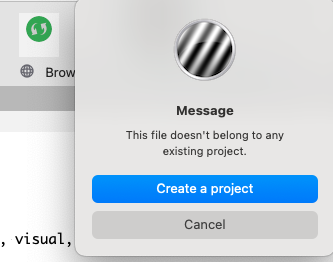 Brow
Message
This file doesn't belong to any
existing project.
Create a project
, visual,
Cancel